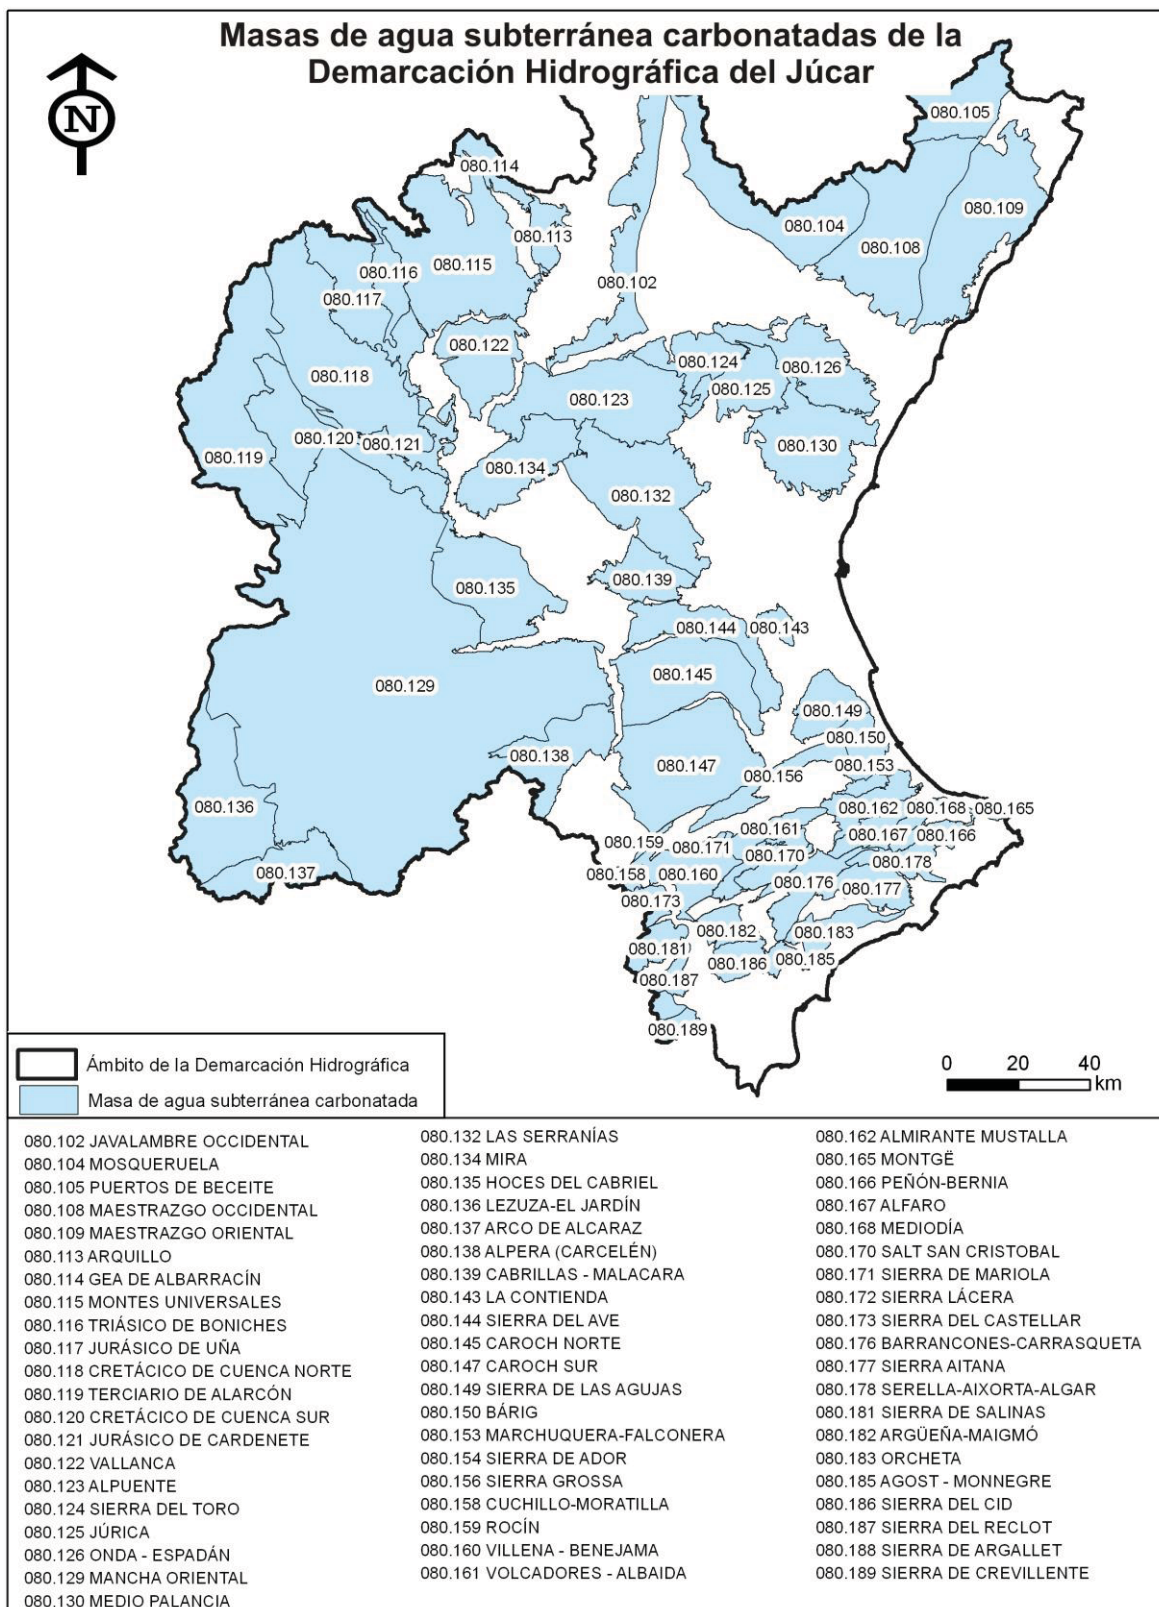 Masas de agua subterránea carbonatadas de la
Demarcación Hidrográfica del Júcar
N
080.105
080.114
080.109
080.104
080.113
080.108
080.115
080.116
080.102
080.117
080.122
080.124
080.126
080.118
080.125
080.123
080.120
080.121
080.130
080.119
080.134
080.132
080.139
080.135
080.144
080.143
080.145
080.129
080.149
080.150
080.138
080.147
080.153
080.156
080.136
080.162
080.168
080.165
080.161
080.167
080.166
080.159
080.171
080.170
080.178
080.137
080.158
080.160
080.176
080.177
080.173
080.182
080.183
080.181
080.186
080.185
080.187
080.189
0 20 40
km
Ámbito de la Demarcación Hidrográfica
Masa de agua subterránea carbonatada
080.102 JAVALAMBRE OCCIDENTAL
080.104 MOSQUERUELA
080.105 PUERTOS DE BECEITE
080.108 MAESTRAZGO OCCIDENTAL
080.109 MAESTRAZGO ORIENTAL
080.113 ARQUILLO
080.114 GEA DE ALBARRACÍN
080.115 MONTES UNIVERSALES
080.116 TRIÁSICO DE BONICHES
080.117 JURÁSICO DE UÑA
080.118 CRETÁCICO DE CUENCA NORTE
080.119 TERCIARIO DE ALARCÓN
080.120 CRETÁCICO DE CUENCA SUR
080.121 JURÁSICO DE CARDENETE
080.122 VALLANCA
080.123 ALPUENTE
080.124 SIERRA DEL TORO
080.125 JÚRICA
080.126 ONDA - ESPADÁN
080.129 MANCHA ORIENTAL
080.130 MEDIO PALANCIA
080.132 LAS SERRANÍAS
080.134 MIRA
080.135 HOCES DEL CABRIEL
080.136 LEZUZA-EL JARDÍN
080.137 ARCO DE ALCARAZ
080.138 ALPERA (CARCELÉN)
080.139 CABRILLAS - MALACARA
080.143 LA CONTIENDA
080.144 SIERRA DEL AVE
080.145 CAROCH NORTE
080.147 CAROCH SUR
080.149 SIERRA DE LAS AGUJAS
080.150 BÁRIG
080.153 MARCHUQUERA-FALCONERA
080.154 SIERRA DE ADOR
080.156 SIERRA GROSSA
080.158 CUCHILLO-MORATILLA
080.159 ROCÍN
080.160 VILLENA - BENEJAMA
080.161 VOLCADORES - ALBAIDA
080.162 ALMIRANTE MUSTALLA
080.165 MONTGË
080.166 PEÑÓN-BERNIA
080.167 ALFARO
080.168 MEDIODÍA
080.170 SALT SAN CRISTOBAL
080.171 SIERRA DE MARIOLA
080.172 SIERRA LÁCERA
080.173 SIERRA DEL CASTELLAR
080.176 BARRANCONES-CARRASQUETA
080.177 SIERRA AITANA
080.178 SERELLA-AIXORTA-ALGAR
080.181 SIERRA DE SALINAS
080.182 ARGÜEÑA-MAIGMÓ
080.183 ORCHETA
080.185 AGOST - MONNEGRE
080.186 SIERRA DEL CID
080.187 SIERRA DEL RECLOT
080.188 SIERRA DE ARGALLET
080.189 SIERRA DE CREVILLENTE